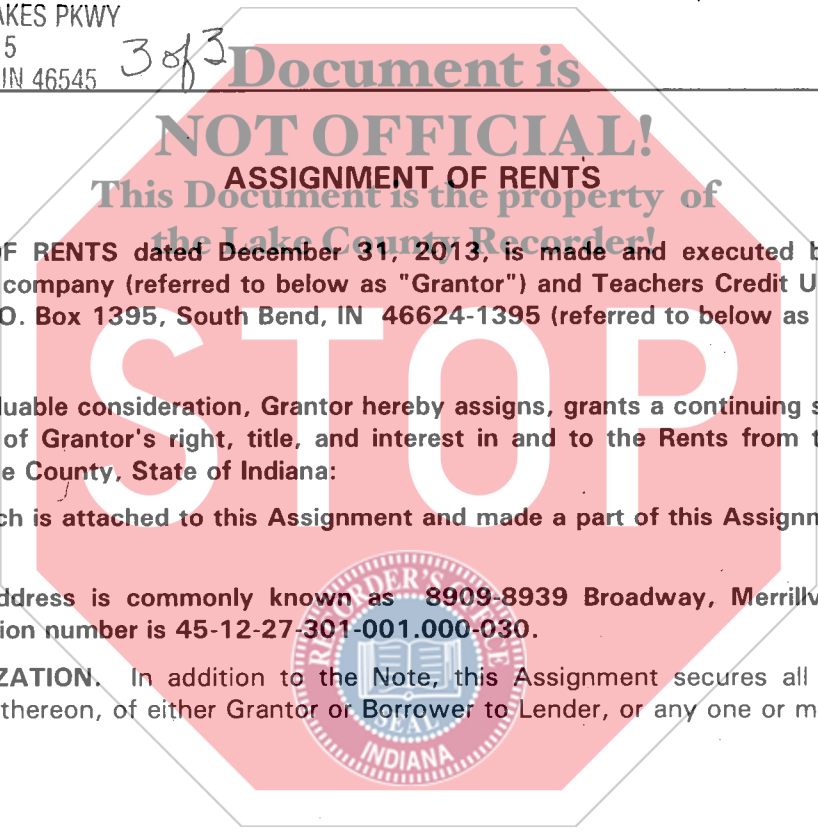 AKES PKWY
5
IN 46545 3 of 3
Document is
NOT OFFICIAL!
ASSIGNMENT OF RENTS
This Document is the property of
the Lake County Recorder!
OF RENTS dated December 31, 2013, is made and executed b
company (referred to below as "Grantor") and Teachers Credit U
O. Box 1395, South Bend, IN 46624-1395 (referred to below as
STOP
luable consideration, Grantor hereby assigns, grants a continuing s
of Grantor's right, title, and interest in and to the Rents from t
e County, State of Indiana:
ch is attached to this Assignment and made a part of this Assignm
ddress is commonly known as 8909-8939 Broadway, Merrillv
ion number is 45-12-27-301-001.000-030.
RECORDER'S OFFICE
SEAL
INDIANA
ZATION. In addition to the Note, this Assignment secures all
thereon, of either Grantor or Borrower to Lender, or any one or m